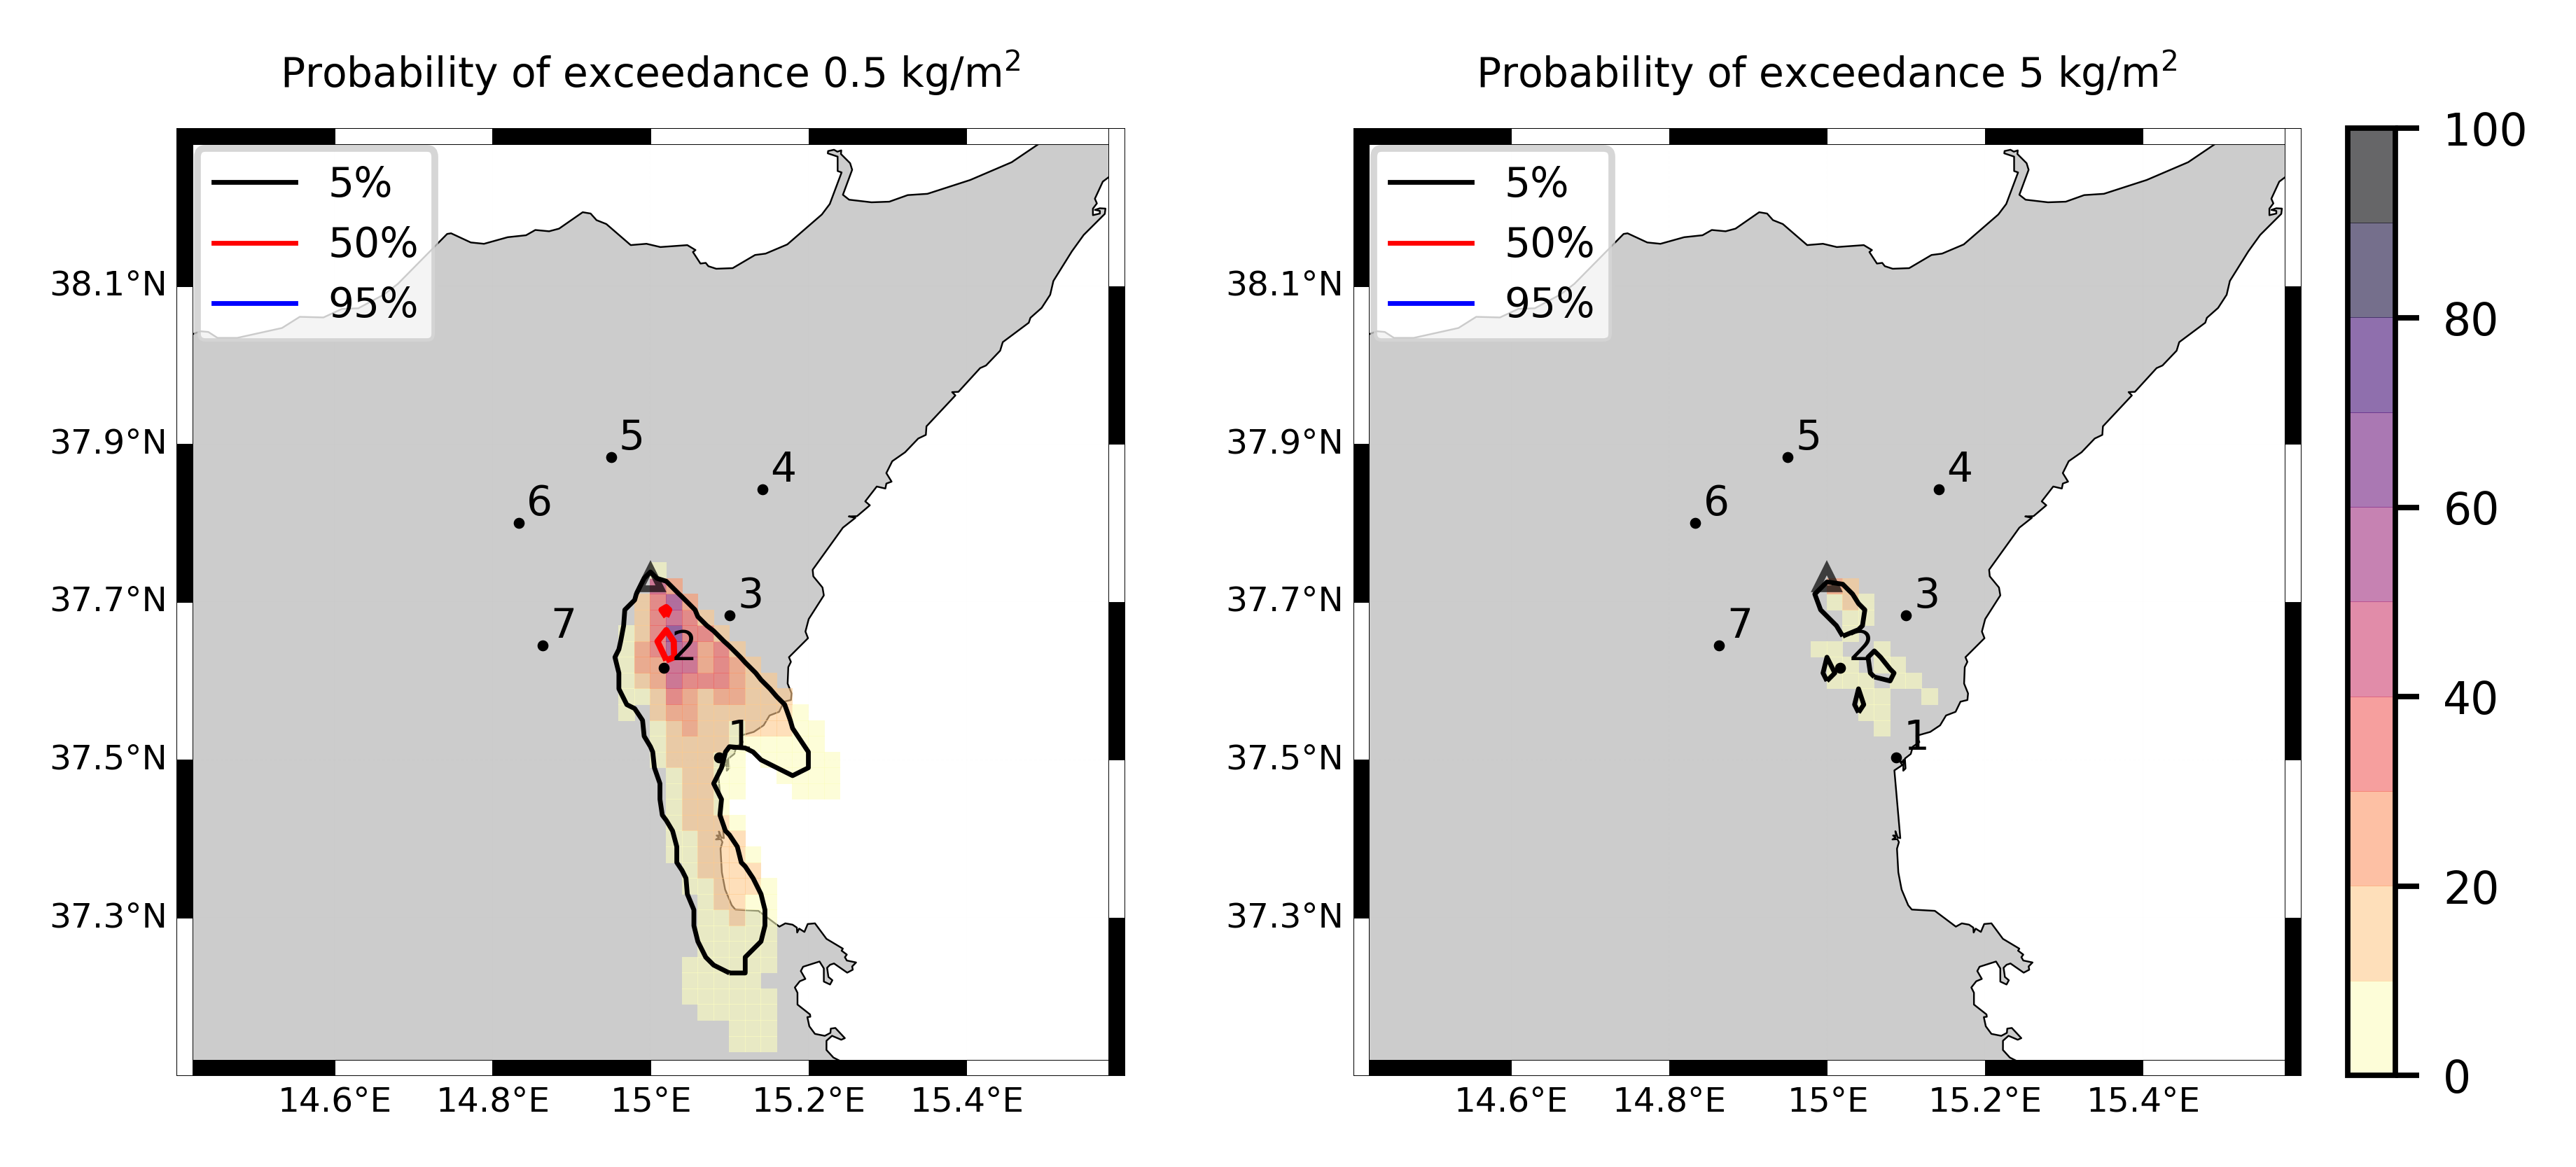 Probability of exceedance 0.5 kg/m²
5%
50%
95%
38.1°N
37.9°N
37.7°N
37.5°N
37.3°N
5
4
6
3
7
2
1
14.6°E 14.8°E 15°E 15.2°E 15.4°E
Probability of exceedance 5 kg/m²
5%
50%
95%
38.1°N
37.9°N
37.7°N
37.5°N
37.3°N
5
4
6
3
7
2
1
14.6°E 14.8°E 15°E 15.2°E 15.4°E
100
80
60
40
20
0